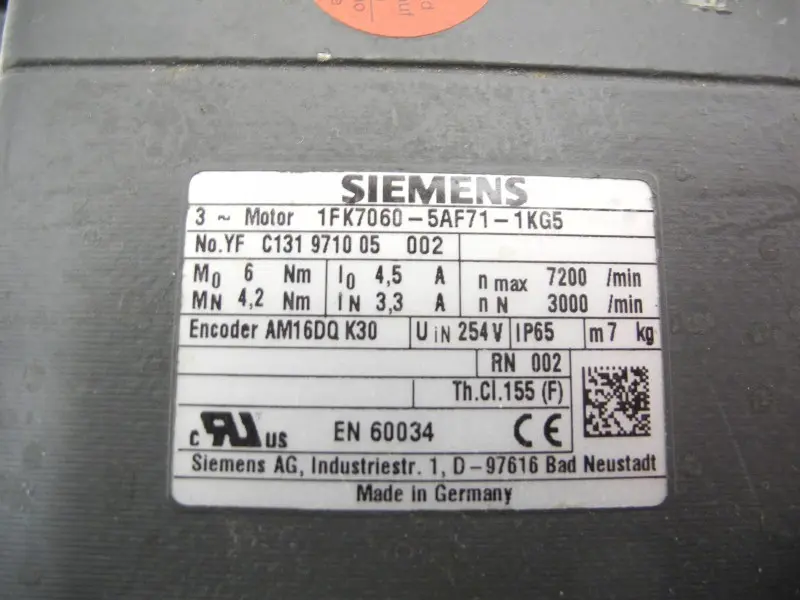 SIEMENS
3 ~ Motor 1FK7060-5AF71-1KG5
No.YF C131 9710 05 002
M0 6 Nm I0 4,5 A n max 7200 /min
MN 4,2 Nm IN 3,3 A n N 3000 /min
Encoder AM16DQ K30 U iN 254 V IP65 m 7 kg
RN 002
Th.Cl.155 (F)
c RU US EN 60034 CE
Siemens AG, Industriestr. 1, D-97616 Bad Neustadt
Made in Germany